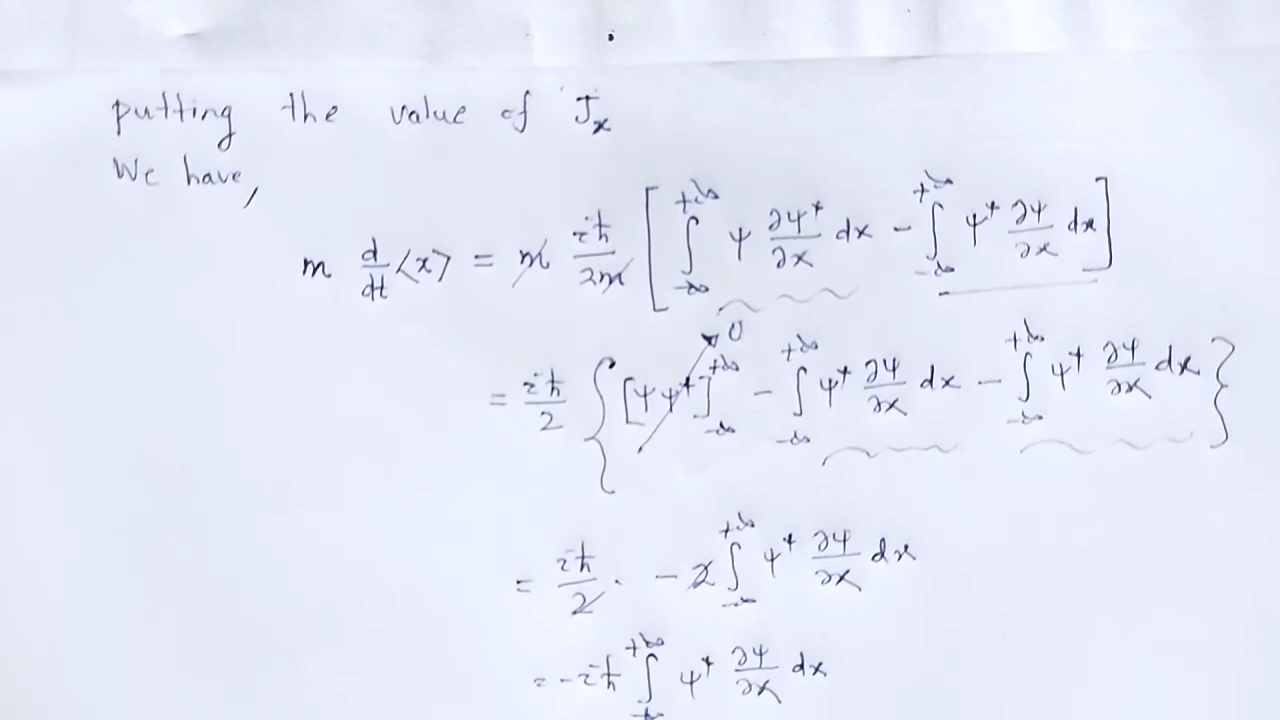 putting the value of Jₓ
We have,
m d/dt ⟨x⟩ = m iħ/2m [ ∫_{-∞}^{+∞} ψ ∂ψ*/∂x dx - ∫_{-∞}^{+∞} ψ* ∂ψ/∂x dx ]
= iħ/2 { [ψψ*]_{-∞}^{+∞} → 0 - ∫_{-∞}^{+∞} ψ* ∂ψ/∂x dx - ∫_{-∞}^{+∞} ψ* ∂ψ/∂x dx }
= iħ/2 · - 2 ∫_{-∞}^{+∞} ψ* ∂ψ/∂x dx
= - iħ ∫_{-∞}^{+∞} ψ* ∂ψ/∂x dx